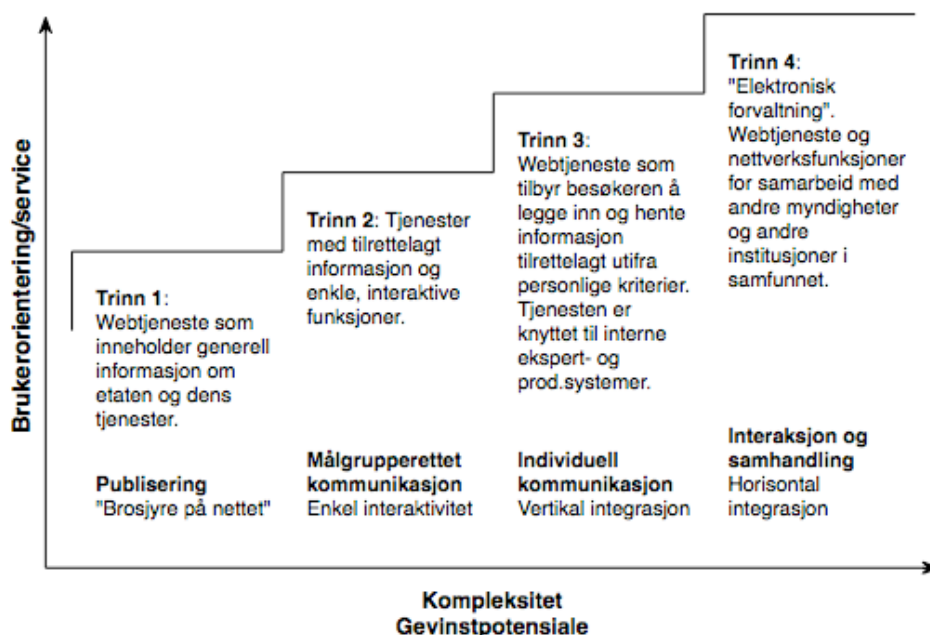 Brukerorientering/service
Trinn 1:
Webtjeneste som
inneholder generell
informasjon om
etaten og dens
tjenester.
Publisering
"Brosjyre på nettet"
Trinn 2: Tjenester
med tilrettelagt
informasjon og
enkle, interaktive
funksjoner.
Målgrupperettet
kommunikasjon
Enkel interaktivitet
Trinn 3:
Webtjeneste som
tilbyr besøkeren å
legge inn og hente
informasjon
tilrettelagt utifra
personlige kriterier.
Tjenesten er
knyttet til interne
ekspert- og
prod.systemer.
Individuell
kommunikasjon
Vertikal integrasjon
Trinn 4:
"Elektronisk
forvaltning".
Webtjeneste og
nettverksfunksjoner
for samarbeid med
andre myndigheter
og andre
institusjoner i
samfunnet.
Interaksjon og
samhandling
Horisontal
integrasjon
Kompleksitet
Gevinstpotensiale